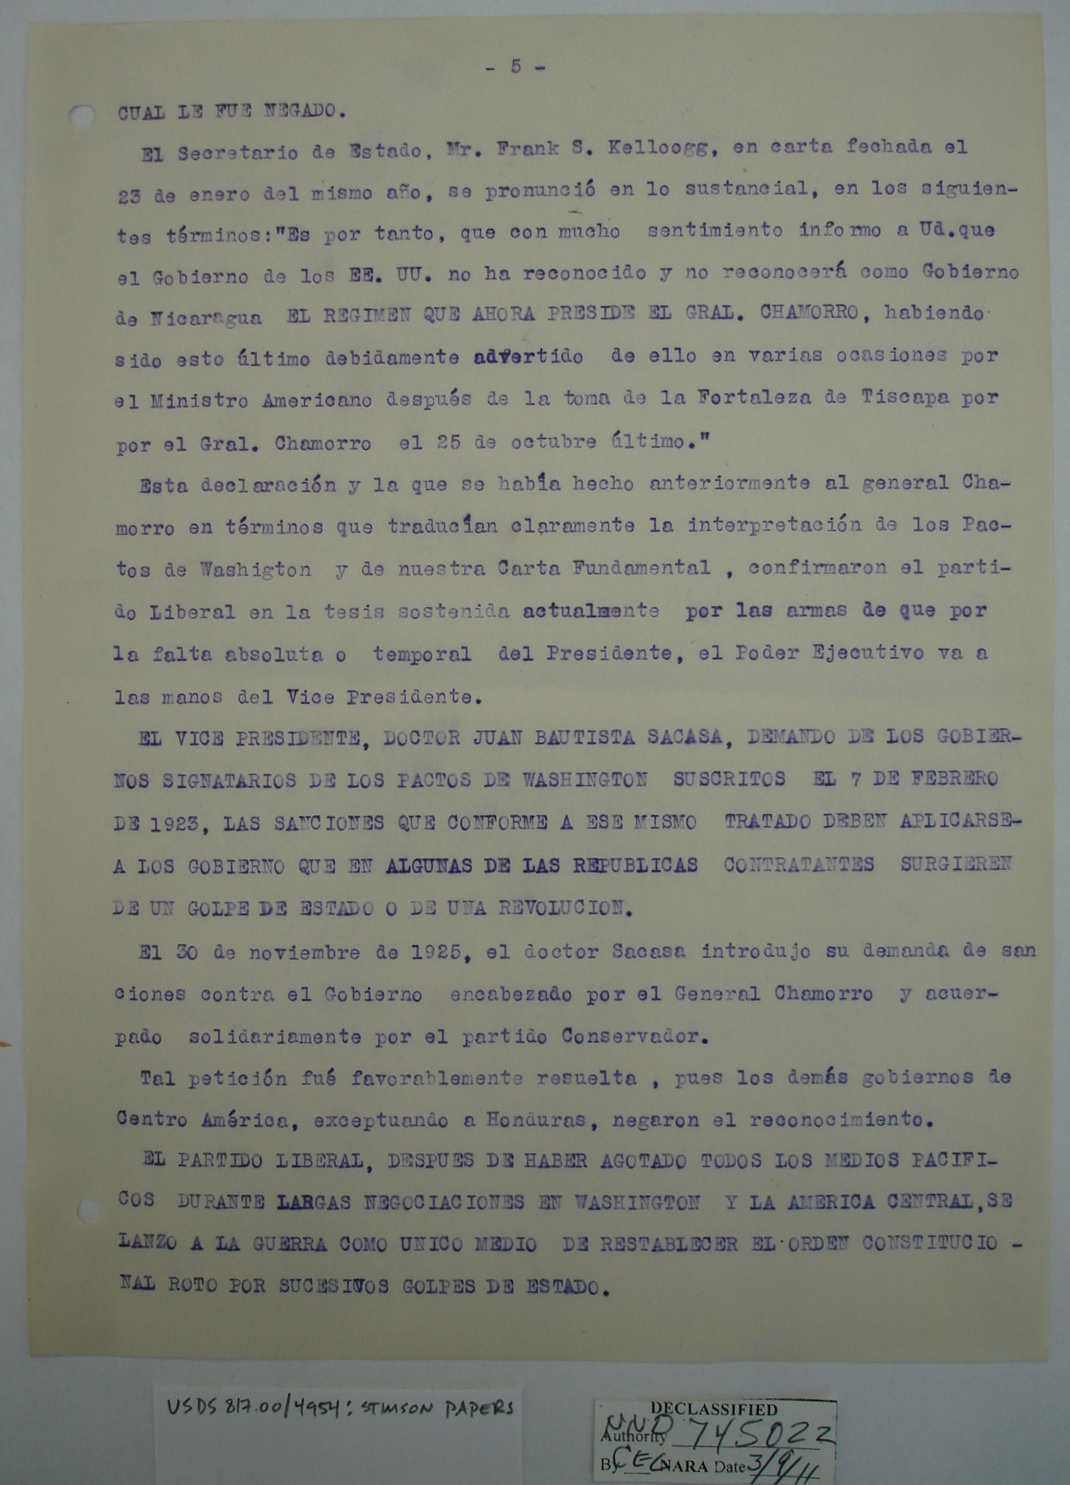 - 5 -
CUAL LE FUE NEGADO.
El Secretario de Estado, Mr. Frank S. Kelloogg, en carta fechada el
23 de enero del mismo año, se pronunció en lo sustancial, en los siguien-
tes términos:"Es por tanto, que con mucho sentimiento informo a Ud.que
el Gobierno de los EE. UU. no ha reconocido y no reconocerá como Gobierno
de Nicaragua EL REGIMEN QUE AHORA PRESIDE EL GRAL. CHAMORRO, habiendo
sido esto último debidamente advertido de ello en varias ocasiones por
el Ministro Americano después de la toma de la Fortaleza de Tiscapa por
por el Gral. Chamorro el 25 de octubre último."
Esta declaración y la que se había hecho anteriormente al general Cha-
morro en términos que traducían claramente la interpretación de los Pac-
tos de Washigton y de nuestra Carta Fundamental , confirmaron el parti-
do Liberal en la tesis sostenida actualmente por las armas de que por
la falta absoluta o temporal del Presidente, el Poder Ejecutivo va a
las manos del Vice Presidente.
EL VICE PRESIDENTE, DOCTOR JUAN BAUTISTA SACASA, DEMANDO DE LOS GOBIER-
NOS SIGNATARIOS DE LOS PACTOS DE WASHINGTON SUSCRITOS EL 7 DE FEBRERO
DE 1923, LAS SANCIONES QUE CONFORME A ESE MISMO TRATADO DEBEN APLICARSE-
A LOS GOBIERNO QUE EN ALGUNAS DE LAS REPUBLICAS CONTRATANTES SURGIEREN
DE UN GOLPE DE ESTADO O DE UNA REVOLUCION.
El 30 de noviembre de 1925, el doctor Sacasa introdujo su demanda de san
ciones contra el Gobierno encabezado por el General Chamorro y acuer-
pado solidariamente por el partido Conservador.
Tal petición fué favorablemente resuelta , pues los demás gobiernos de
Centro América, exceptuando a Honduras, negaron el reconocimiento.
EL PARTIDO LIBERAL, DESPUES DE HABER AGOTADO TODOS LOS MEDIOS PACIFI-
COS DURANTE LARGAS NEGOCIACIONES EN WASHINGTON Y LA AMERICA CENTRAL,SE
LANZO A LA GUERRA COMO UNICO MEDIO DE RESTABLECER EL ORDEN CONSTITUCIO -
NAL ROTO POR SUCESIVOS GOLPES DE ESTADO.
USDS 817.00/4954: STIMSON PAPERS
DECLASSIFIED
Authority NND 745022
By CEG NARA Date 3/9/11